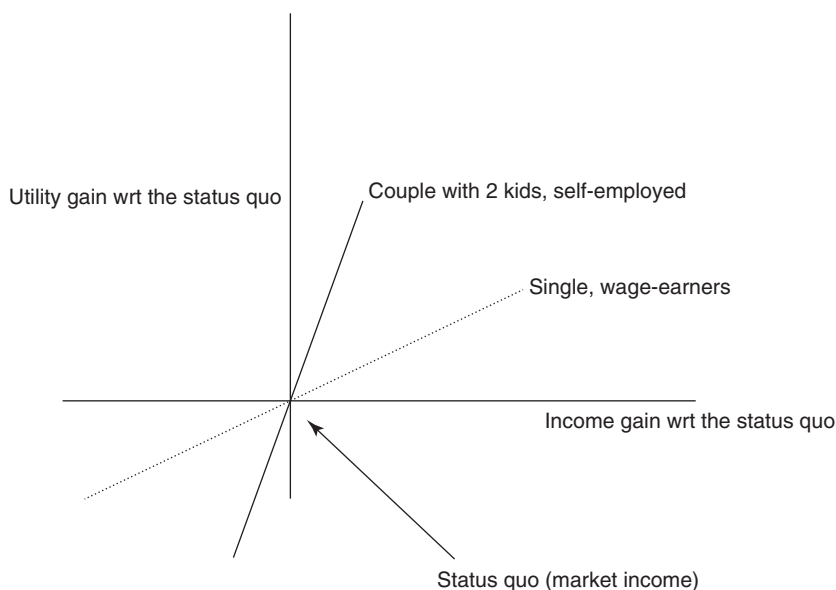 Couple with 2 kids, self-employed
Utility gain wrt the status quo
Single, wage-earners
Income gain wrt the status quo
Status quo (market income)